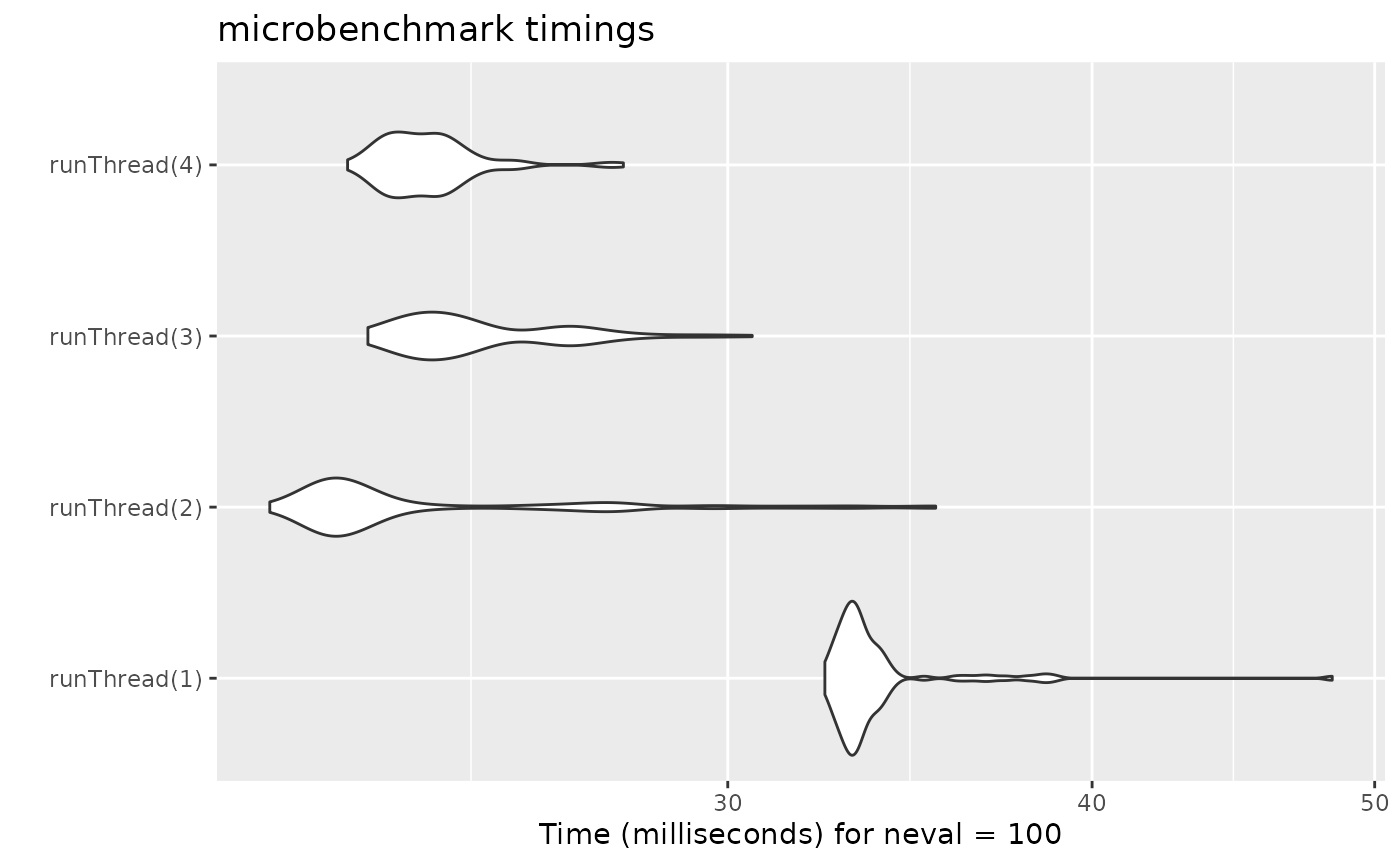 microbenchmark timings
runThread(4)
runThread(3)
runThread(2)
runThread(1)
30 40 50
Time (milliseconds) for neval = 100